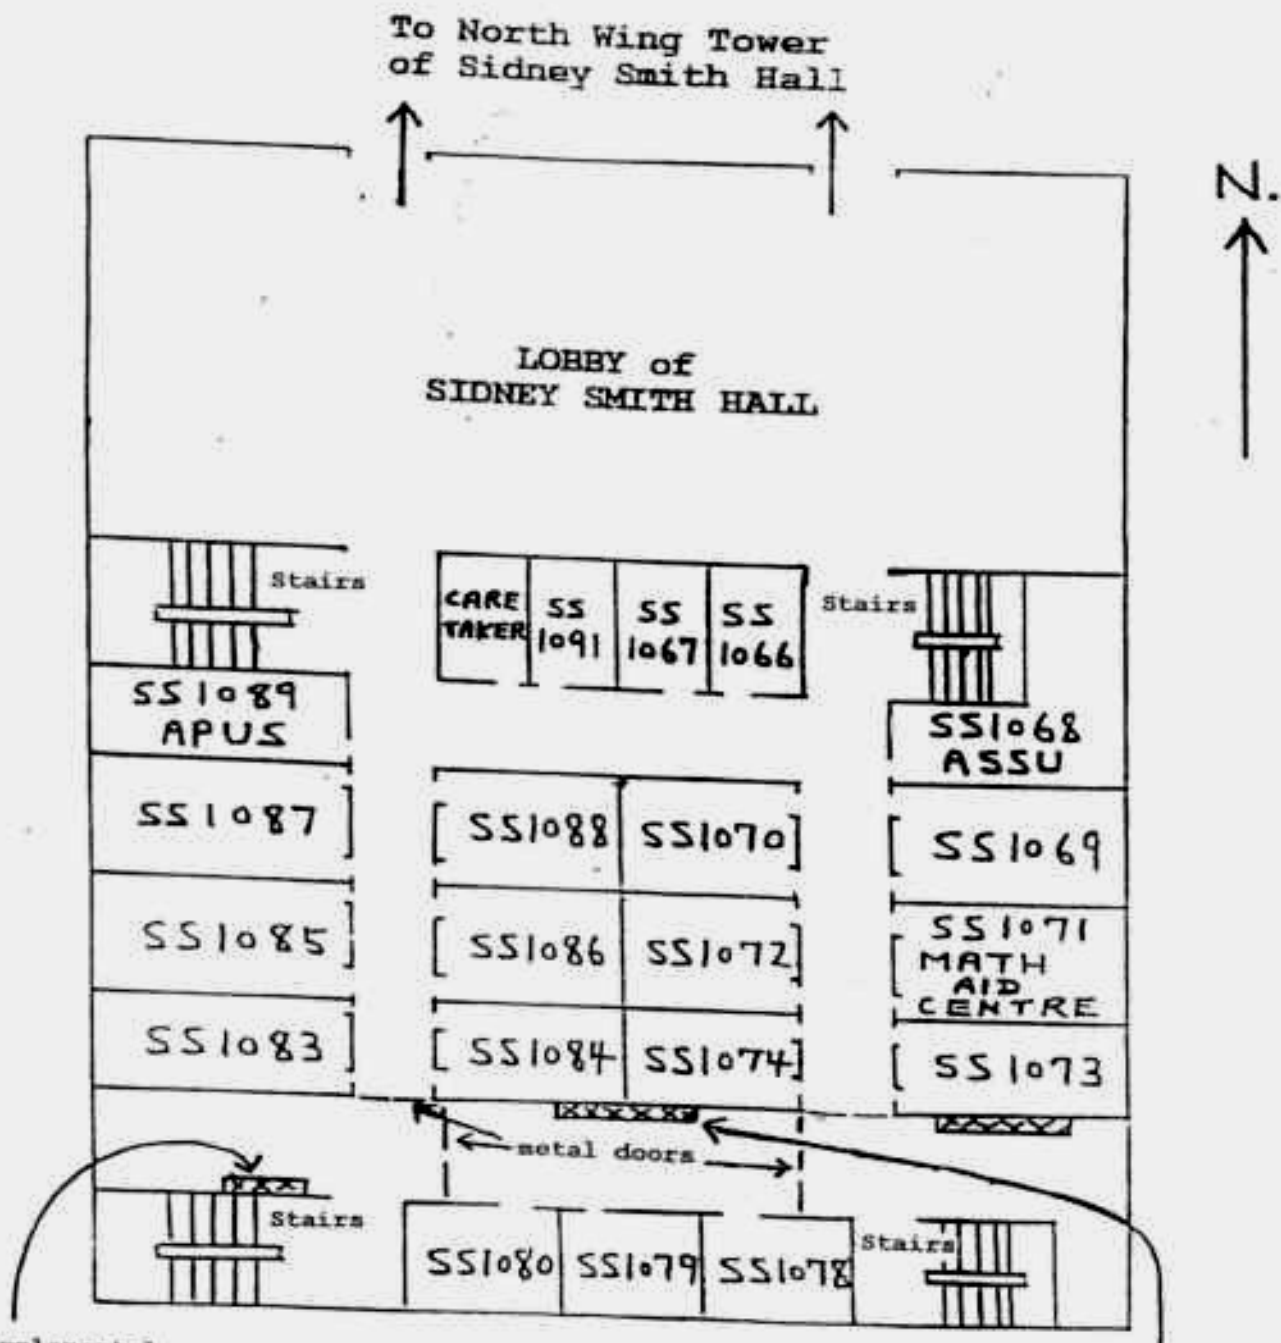 To North Wing Tower
of Sidney Smith Hall
N.
LOBBY of
SIDNEY SMITH HALL
Stairs
CARE
TAKER
SS
1091
SS
1067
SS
1066
Stairs
SS1089
APUS
SS1068
ASSU
SS1087
SS1088
SS1070
SS1069
SS1085
SS1086
SS1072
SS1071
MATH
AID
CENTRE
SS1083
SS1084
SS1074
SS1073
metal doors
Stairs
SS1080
SS1079
SS1078
Stairs